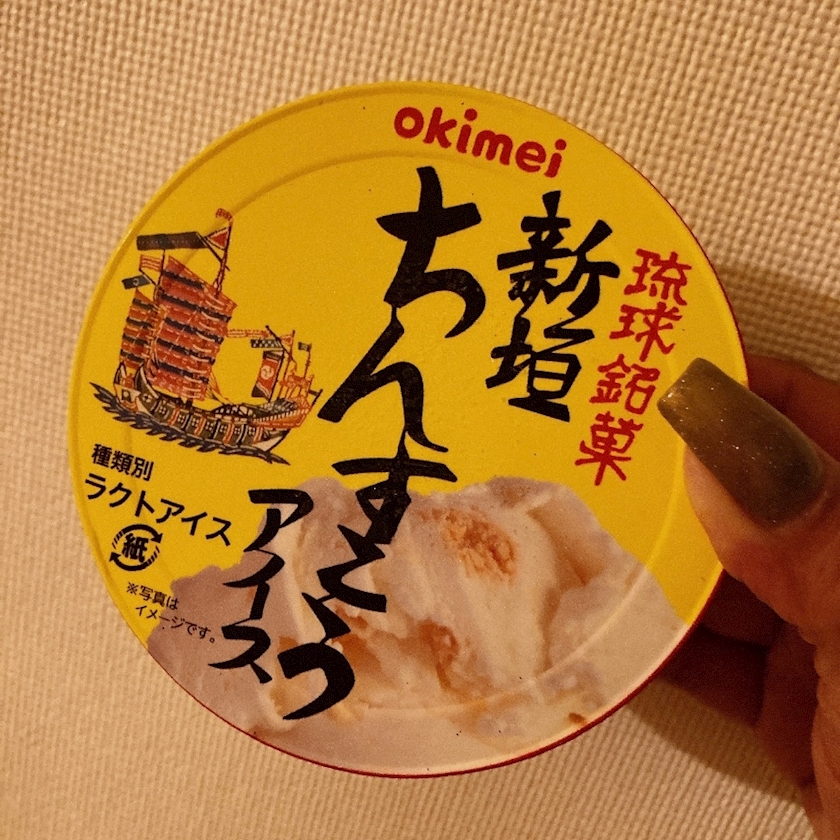 okimei
琉球銘菓
新垣
ちんすこう
アイス
種類別
ラクトアイス
紙
※写真は
イメージです。